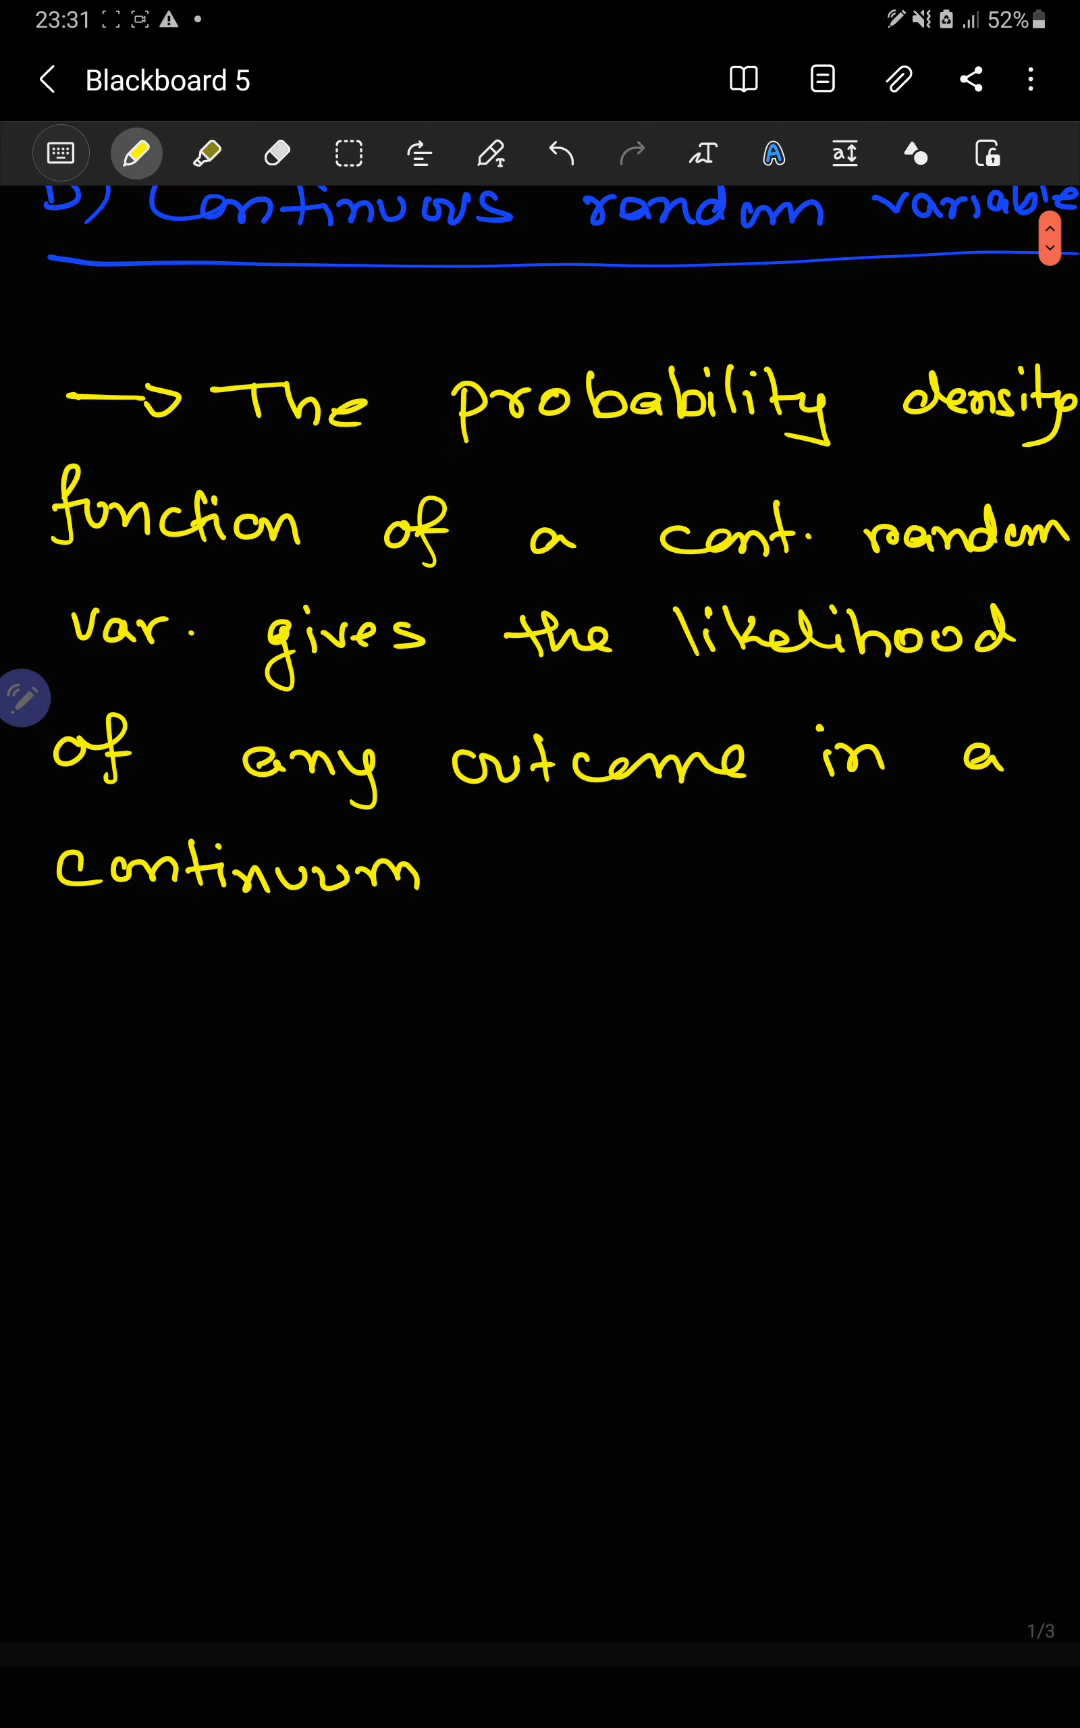 23:31
52%
Blackboard 5
B) Continuous random variable
→ The probability density
function of a cont. random
var. gives the likelihood
of any outcome in a
continuum
1/3